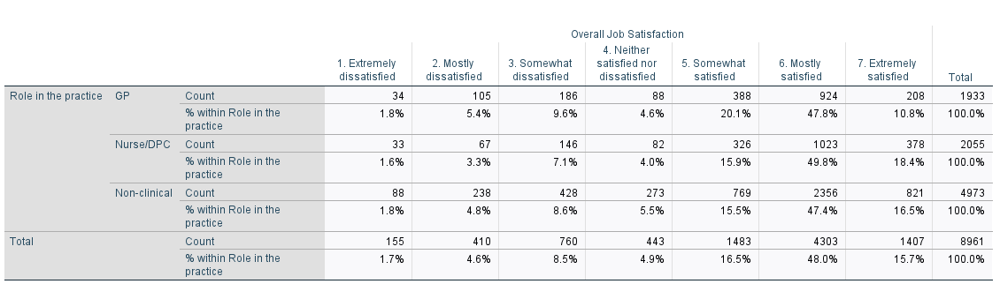 Overall Job Satisfaction
1. Extremely dissatisfied 2. Mostly dissatisfied 3. Somewhat dissatisfied 4. Neither satisfied nor dissatisfied 5. Somewhat satisfied 6. Mostly satisfied 7. Extremely satisfied Total
Role in the practice GP Count 34 105 186 88 388 924 208 1933
% within Role in the practice 1.8% 5.4% 9.6% 4.6% 20.1% 47.8% 10.8% 100.0%
Nurse/DPC Count 33 67 146 82 326 1023 378 2055
% within Role in the practice 1.6% 3.3% 7.1% 4.0% 15.9% 49.8% 18.4% 100.0%
Non-clinical Count 88 238 428 273 769 2356 821 4973
% within Role in the practice 1.8% 4.8% 8.6% 5.5% 15.5% 47.4% 16.5% 100.0%
Total Count 155 410 760 443 1483 4303 1407 8961
% within Role in the practice 1.7% 4.6% 8.5% 4.9% 16.5% 48.0% 15.7% 100.0%